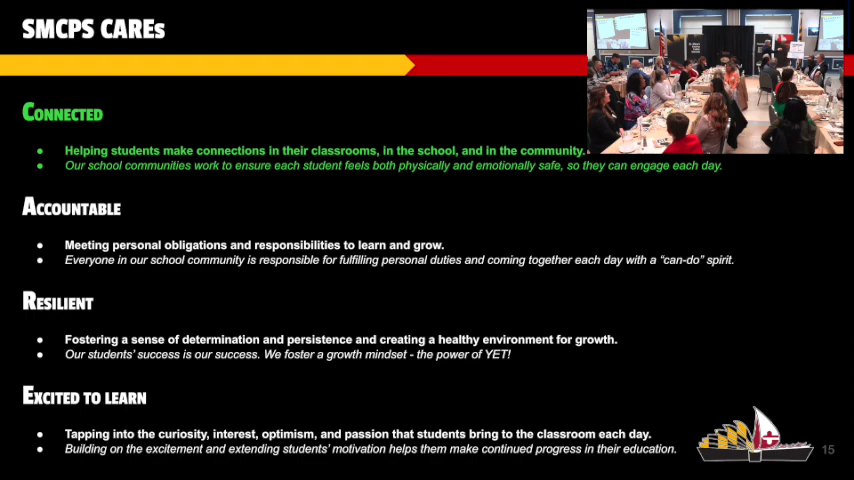 SMCPS CAREs
CONNECTED
● Helping students make connections in their classrooms, in the school, and in the community.
● Our school communities work to ensure each student feels both physically and emotionally safe, so they can engage each day.
ACCOUNTABLE
● Meeting personal obligations and responsibilities to learn and grow.
● Everyone in our school community is responsible for fulfilling personal duties and coming together each day with a “can-do” spirit.
RESILIENT
● Fostering a sense of determination and persistence and creating a healthy environment for growth.
● Our students’ success is our success. We foster a growth mindset - the power of YET!
EXCITED TO LEARN
● Tapping into the curiosity, interest, optimism, and passion that students bring to the classroom each day.
● Building on the excitement and extending students’ motivation helps them make continued progress in their education.
15